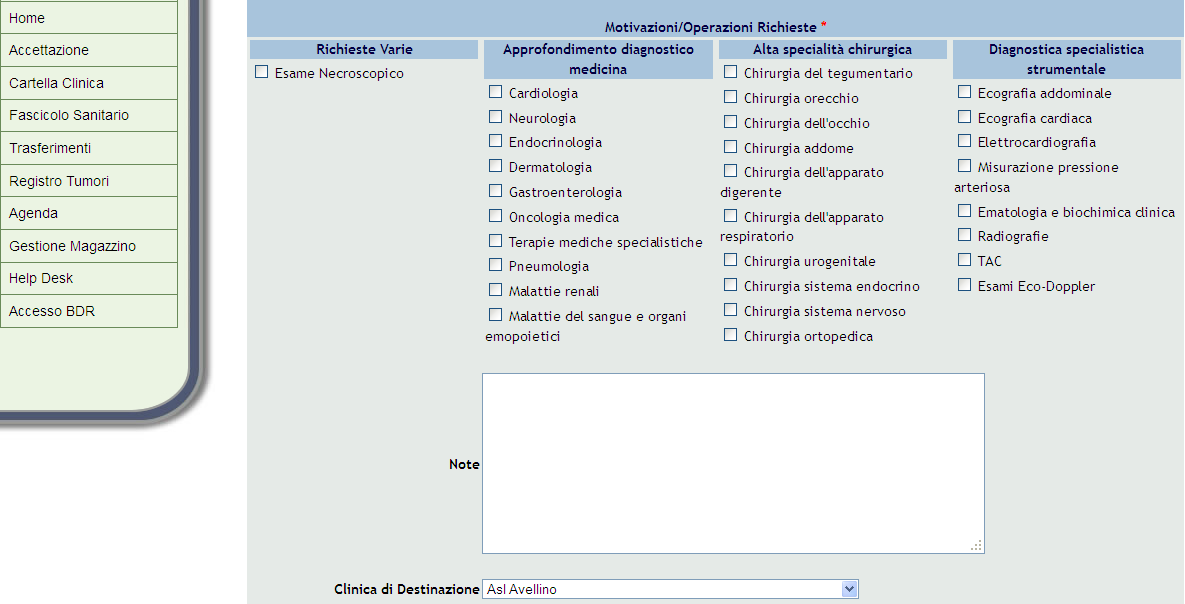 Home
Accettazione
Cartella Clinica
Fascicolo Sanitario
Trasferimenti
Registro Tumori
Agenda
Gestione Magazzino
Help Desk
Accesso BDR
Motivazioni/Operazioni Richieste *
Richieste Varie
Esame Necroscopico
Approfondimento diagnostico
medicina
Cardiologia
Neurologia
Endocrinologia
Dermatologia
Gastroenterologia
Oncologia medica
Terapie mediche specialistiche
Pneumologia
Malattie renali
Malattie del sangue e organi
emopoietici
Alta specialità chirurgica
Chirurgia del tegumentario
Chirurgia orecchio
Chirurgia dell'occhio
Chirurgia addome
Chirurgia dell'apparato
digerente
Chirurgia dell'apparato
respiratorio
Chirurgia urogenitale
Chirurgia sistema endocrino
Chirurgia sistema nervoso
Chirurgia ortopedica
Diagnostica specialistica
strumentale
Ecografia addominale
Ecografia cardiaca
Elettrocardiografia
Misurazione pressione
arteriosa
Ematologia e biochimica clinica
Radiografie
TAC
Esami Eco-Doppler
Note
Clinica di Destinazione
Asl Avellino